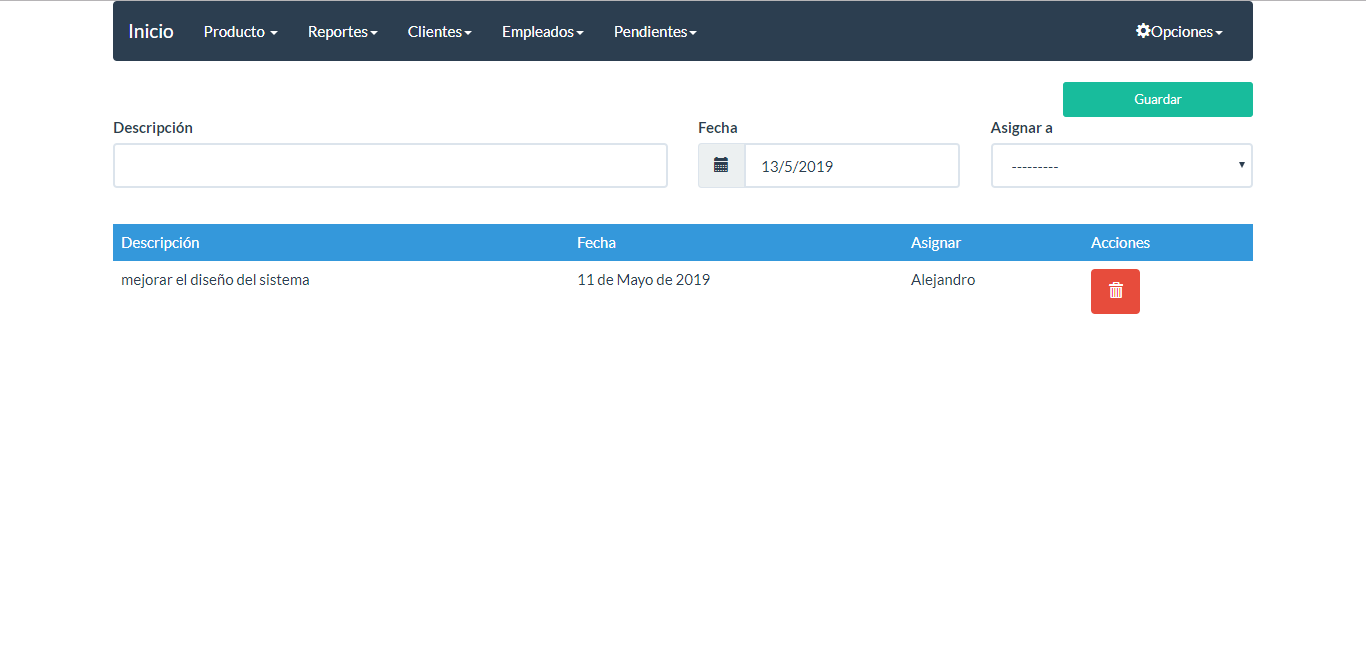 Inicio Producto Reportes Clientes Empleados Pendientes Opciones
Guardar
Descripción Fecha Asignar a
13/5/2019 ---------
Descripción Fecha Asignar Acciones
mejorar el diseño del sistema 11 de Mayo de 2019 Alejandro